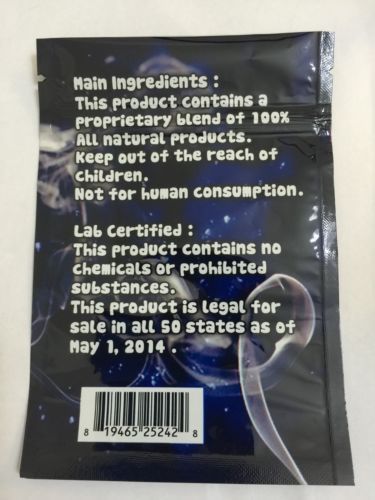 Main Ingredients :
This product contains a
proprietary blend of 100%
All natural products.
Keep out of the reach of
children.
Not for human consumption.
Lab Certified :
This product contains no
chemicals or prohibited
substances.
This product is legal for
sale in all 50 states as of
May 1, 2014 .
8 19465 25242 8